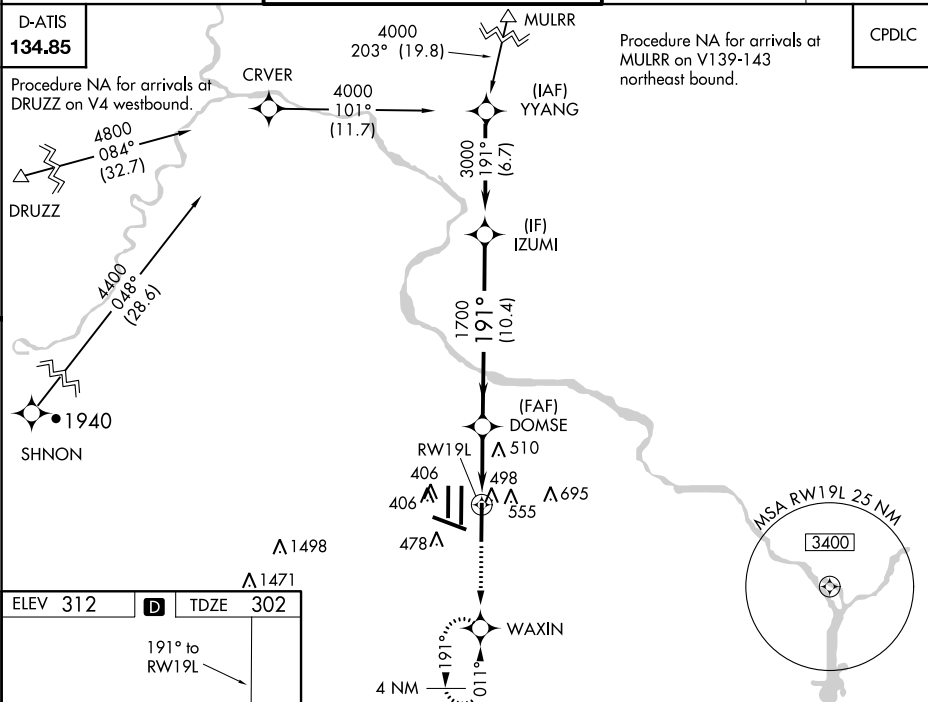 D-ATIS
134.85
Procedure NA for arrivals at
DRUZZ on V4 westbound.
4000
203° (19.8)
MULRR
Procedure NA for arrivals at
MULRR on V139-143
northeast bound.
CPDLC
CRVER
4000
101°
(11.7)
(IAF)
YYANG
4800
084°
(32.7)
DRUZZ
3000
191°
(6.7)
(IF)
IZUMI
4400
048°
(28.6)
1700
191°
(10.4)
1940
SHNON
(FAF)
DOMSE
RW19L
510
406
406
498
555
695
478
1498
1471
MSA RW19L 25 NM
3400
ELEV 312
D
TDZE 302
191° to
RW19L
WAXIN
191°
011°
4 NM